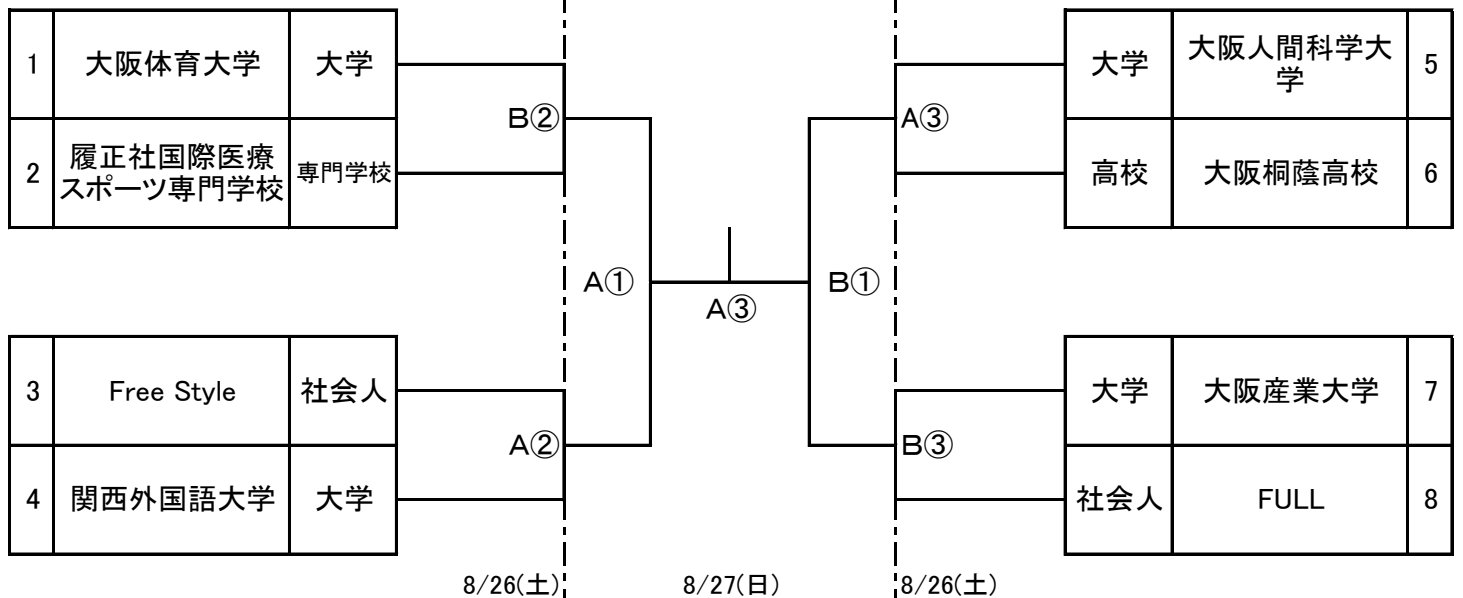 1 大阪体育大学 大学
2 履正社国際医療
スポーツ専門学校 専門学校
3 Free Style 社会人
4 関西外国語大学 大学
B②
A②
A①
A③
B①
A③
B③
大学 大阪人間科学大
学 5
高校 大阪桐蔭高校 6
大学 大阪産業大学 7
社会人 FULL 8
8/26(土)
8/27(日)
8/26(土)